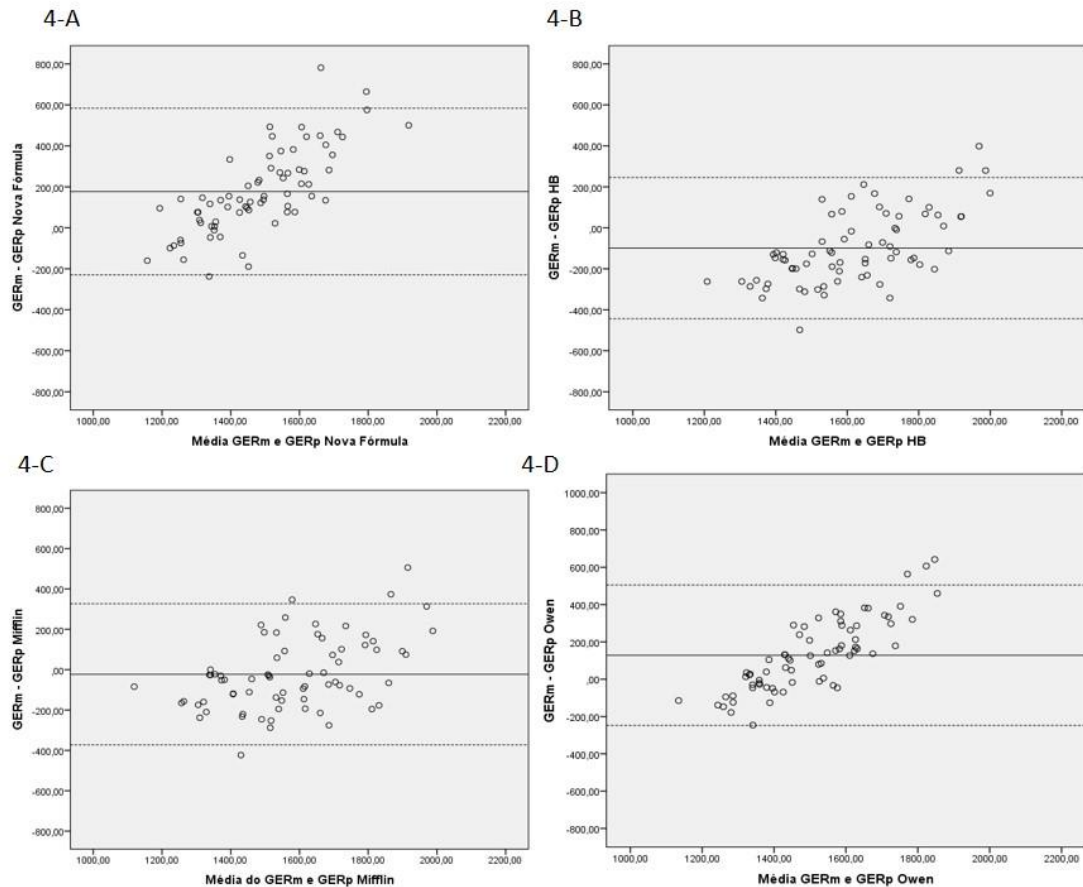 4-A
800,00
600,00
400,00
200,00
,00
-200,00
-400,00
-600,00
-800,00
GERm - GERp Nova Fórmula
1000,00 1200,00 1400,00 1600,00 1800,00 2000,00 2200,00
Média GERm e GERp Nova Fórmula
4-B
800,00
600,00
400,00
200,00
,00
-200,00
-400,00
-600,00
-800,00
GERm - GERp HB
1000,00 1200,00 1400,00 1600,00 1800,00 2000,00 2200,00
Média GERm e GERp HB
4-C
800,00
600,00
400,00
200,00
,00
-200,00
-400,00
-600,00
-800,00
GERm - GERp Mifflin
1000,00 1200,00 1400,00 1600,00 1800,00 2000,00 2200,00
Média do GERm e GERp Mifflin
4-D
1000,00
800,00
600,00
400,00
200,00
,00
-200,00
-400,00
-600,00
-800,00
GERm - GERp Owen
1000,00 1200,00 1400,00 1600,00 1800,00 2000,00 2200,00
Média GERm e GERp Owen